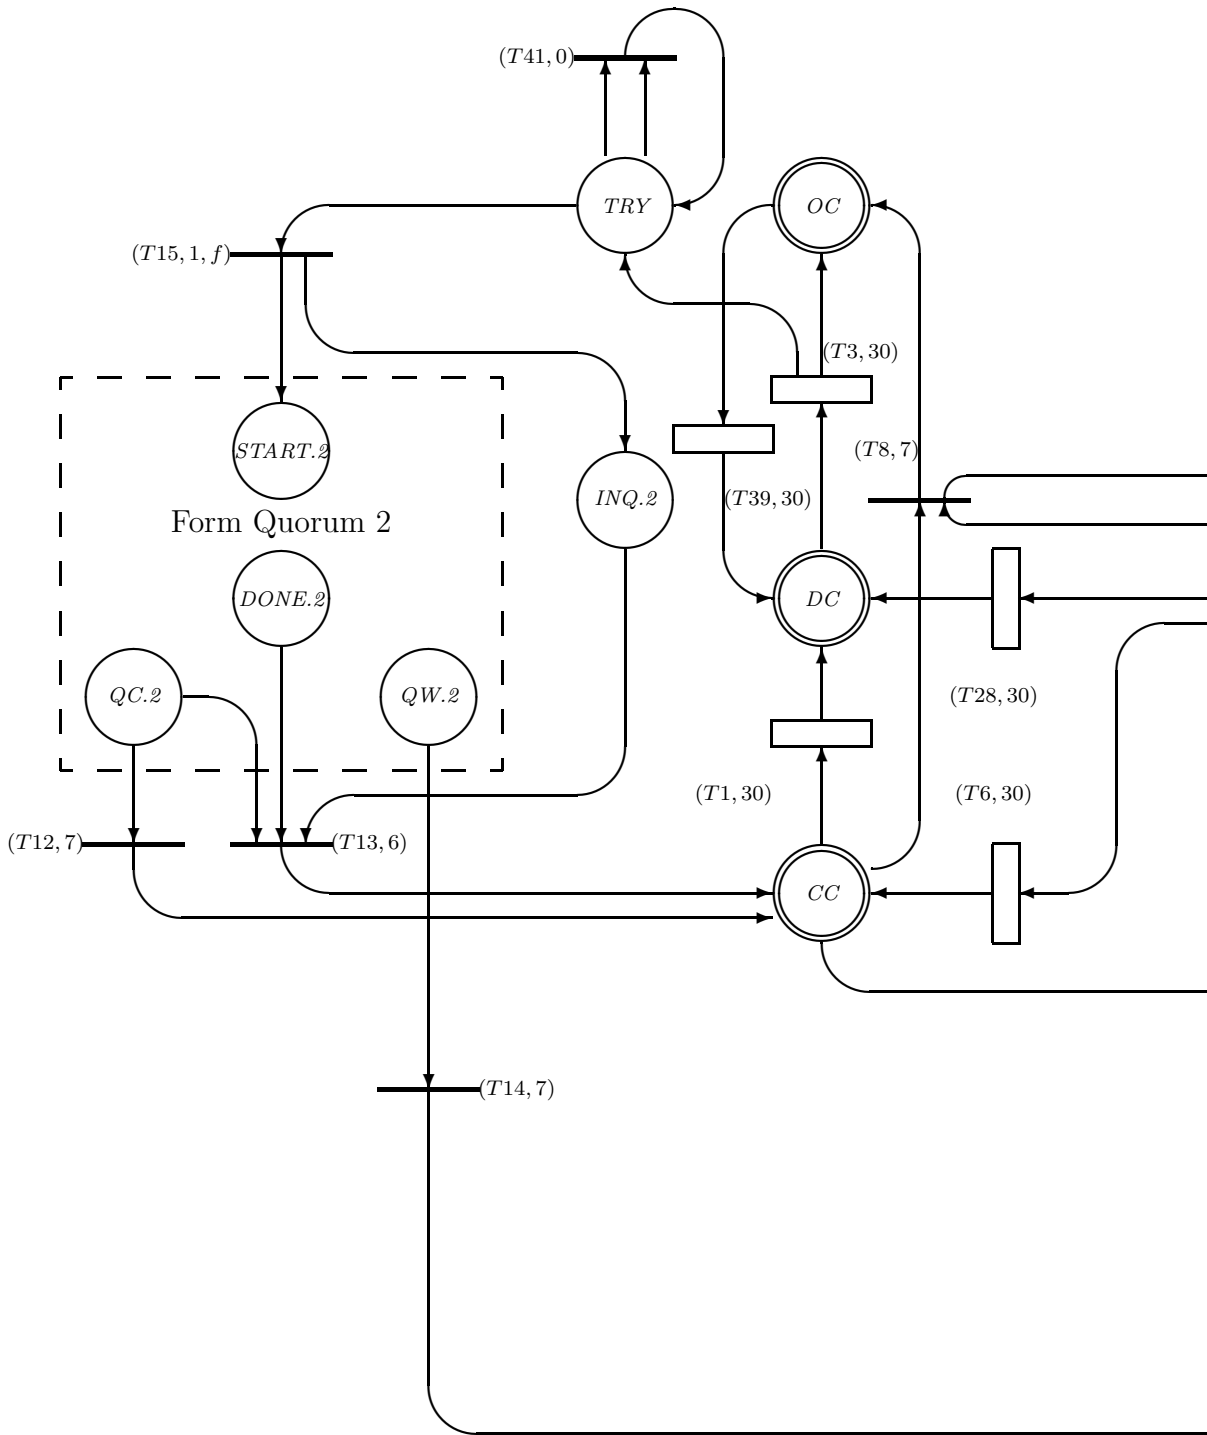 (T41, 0)
TRY
OC
(T15, 1, f)
(T3, 30)
START.2
(T8, 7)
INQ.2
(T39, 30)
Form Quorum 2
DONE.2
DC
QC.2
QW.2
(T28, 30)
(T1, 30)
(T6, 30)
(T12, 7)
(T13, 6)
CC
(T14, 7)